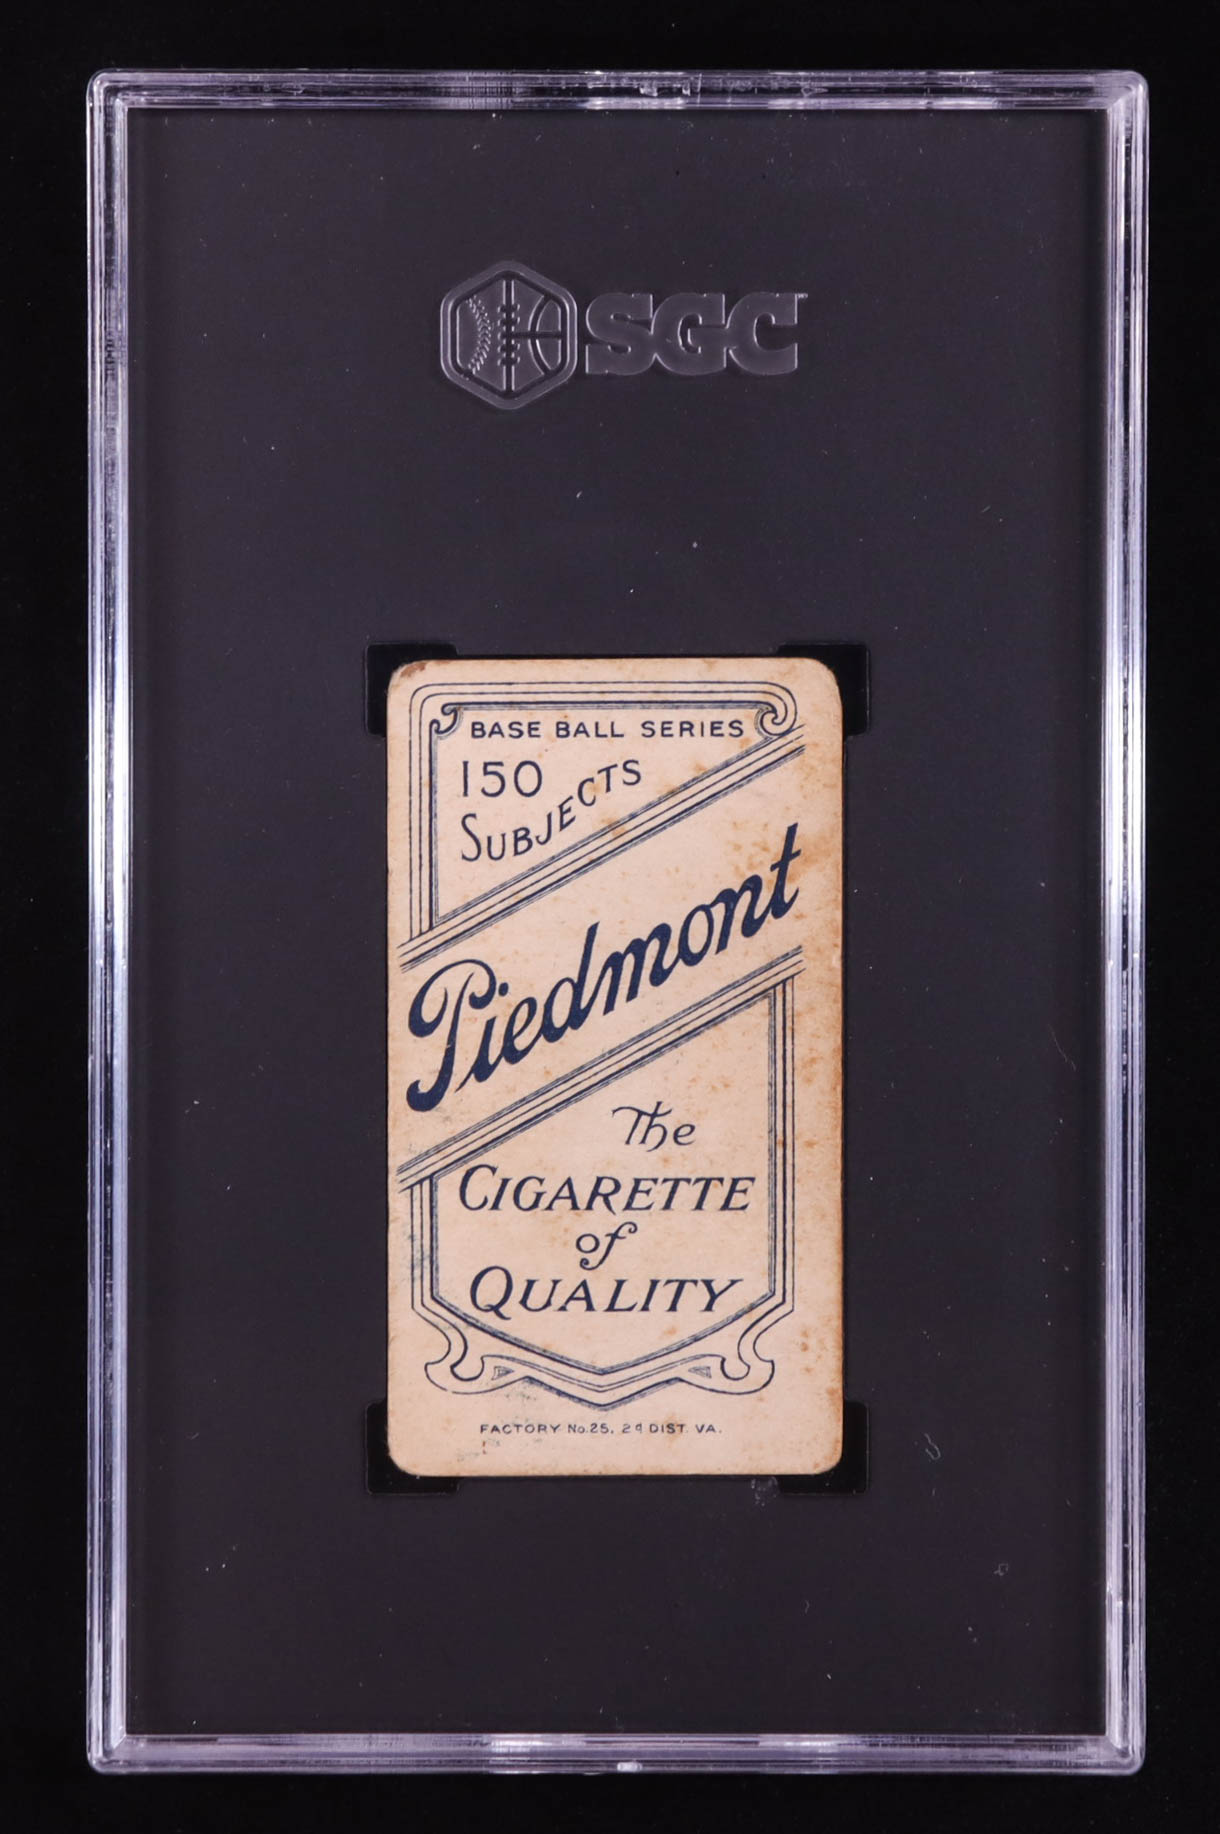 SGC
BASE BALL SERIES
150
SUBJECTS
Piedmont
The
CIGARETTE
of
QUALITY
FACTORY No. 25, 2d DIST. VA.